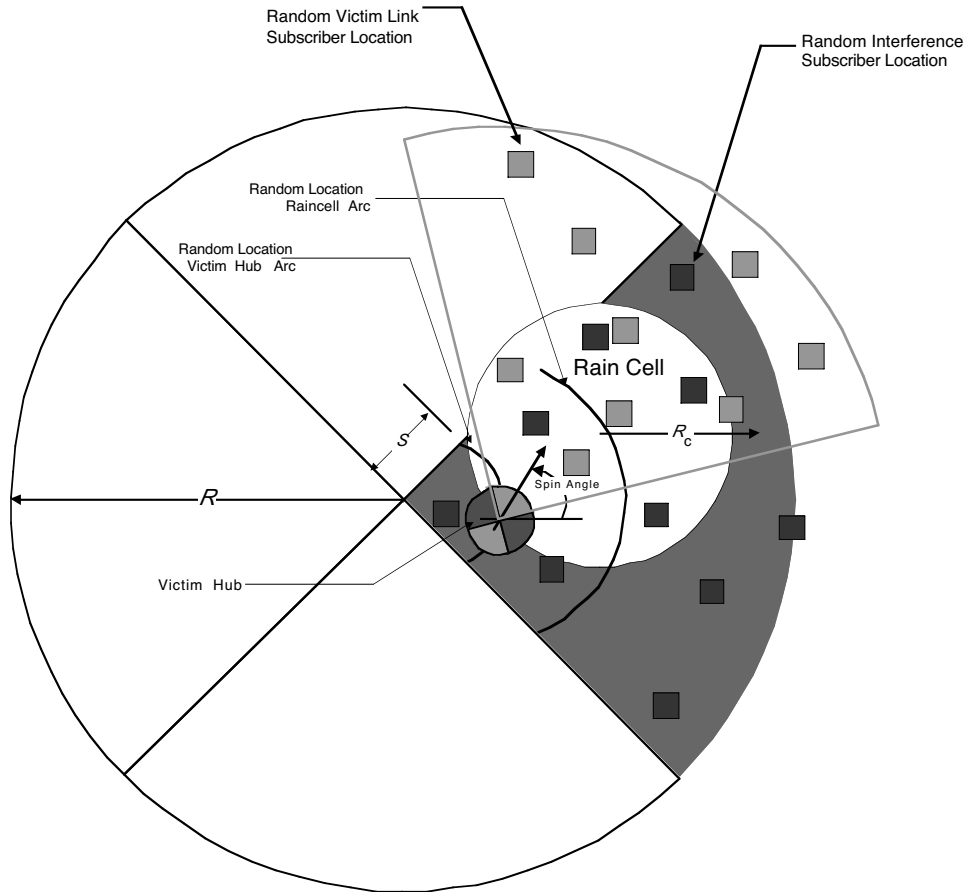 Random Victim Link
Subscriber Location
Random Interference
Subscriber Location
Random Location
Raincell Arc
Random Location
Victim Hub Arc
Rain Cell
S
R
Rc
Spin Angle
Victim Hub